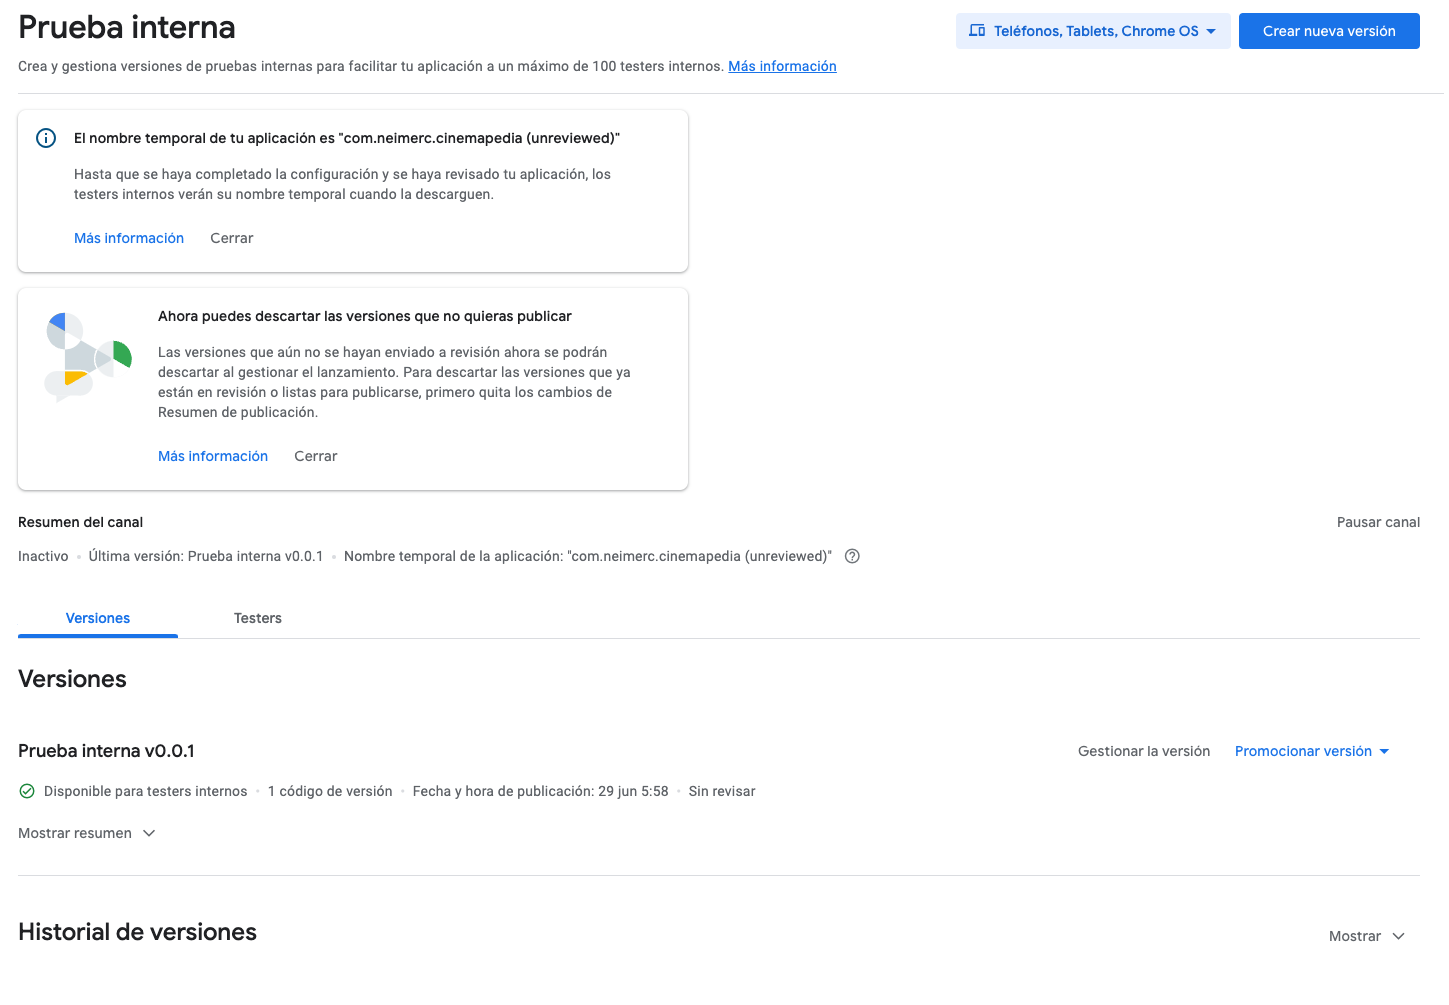 Prueba interna
Teléfonos, Tablets, Chrome OS
Crear nueva versión
Crea y gestiona versiones de pruebas internas para facilitar tu aplicación a un máximo de 100 testers internos. Más información
El nombre temporal de tu aplicación es "com.neimerc.cinemapedia (unreviewed)"
Hasta que se haya completado la configuración y se haya revisado tu aplicación, los
testers internos verán su nombre temporal cuando la descarguen.
Más información Cerrar
Ahora puedes descartar las versiones que no quieras publicar
Las versiones que aún no se hayan enviado a revisión ahora se podrán
descartar al gestionar el lanzamiento. Para descartar las versiones que ya
están en revisión o listas para publicarse, primero quita los cambios de
Resumen de publicación.
Más información Cerrar
Resumen del canal
Pausar canal
Inactivo • Última versión: Prueba interna v0.0.1 • Nombre temporal de la aplicación: "com.neimerc.cinemapedia (unreviewed)"
Versiones Testers
Versiones
Prueba interna v0.0.1
Gestionar la versión Promocionar versión
Disponible para testers internos • 1 código de versión • Fecha y hora de publicación: 29 jun 5:58 • Sin revisar
Mostrar resumen
Historial de versiones
Mostrar